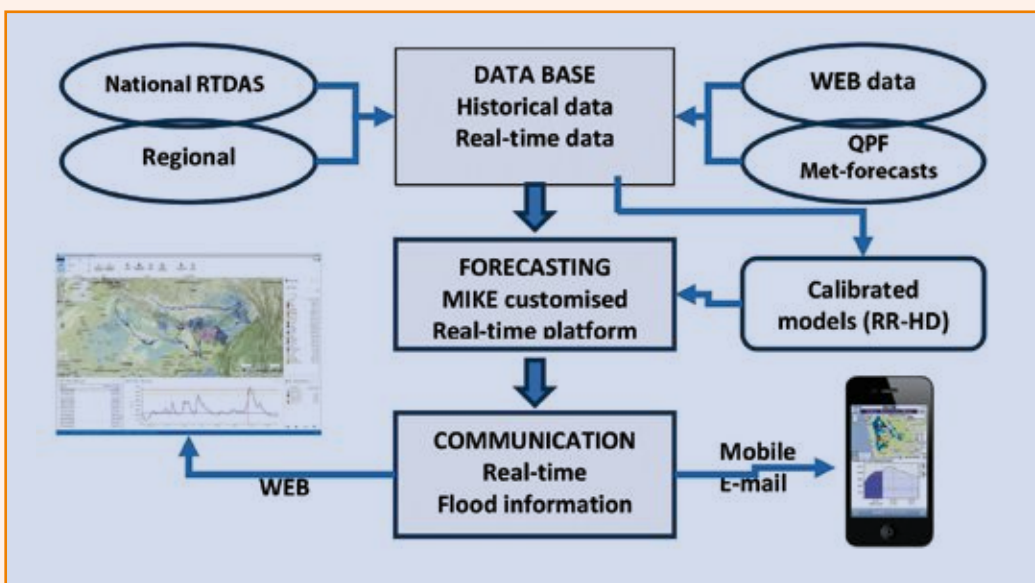 National RTDAS
Regional
DATA BASE
Historical data
Real-time data
WEB data
QPF
Met-forecasts
FORECASTING
MIKE customised
Real-time platform
Calibrated
models (RR-HD)
COMMUNICATION
Real-time
Flood information
WEB
Mobile
E-mail